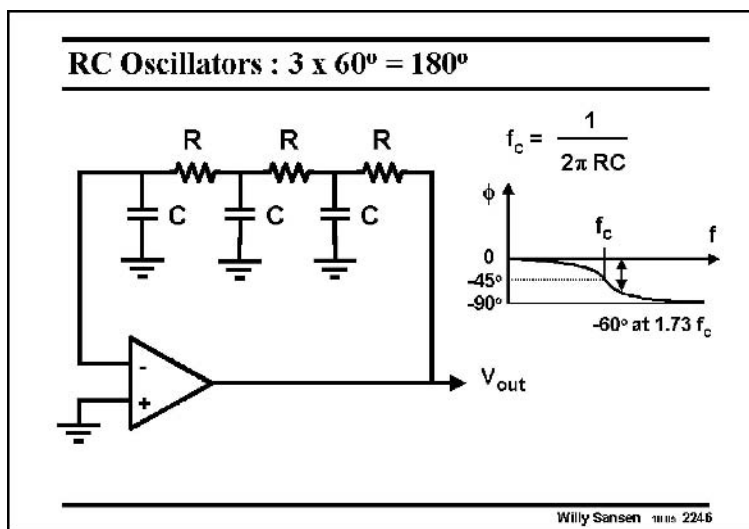 RC Oscillators : 3 x 60º = 180º
R R R
C C C
f_c = 1 / 2π RC
ϕ
f_c
f
0
-45º
-90º
-60º at 1.73 f_c
-
+
V_out
Willy Sansen 2246